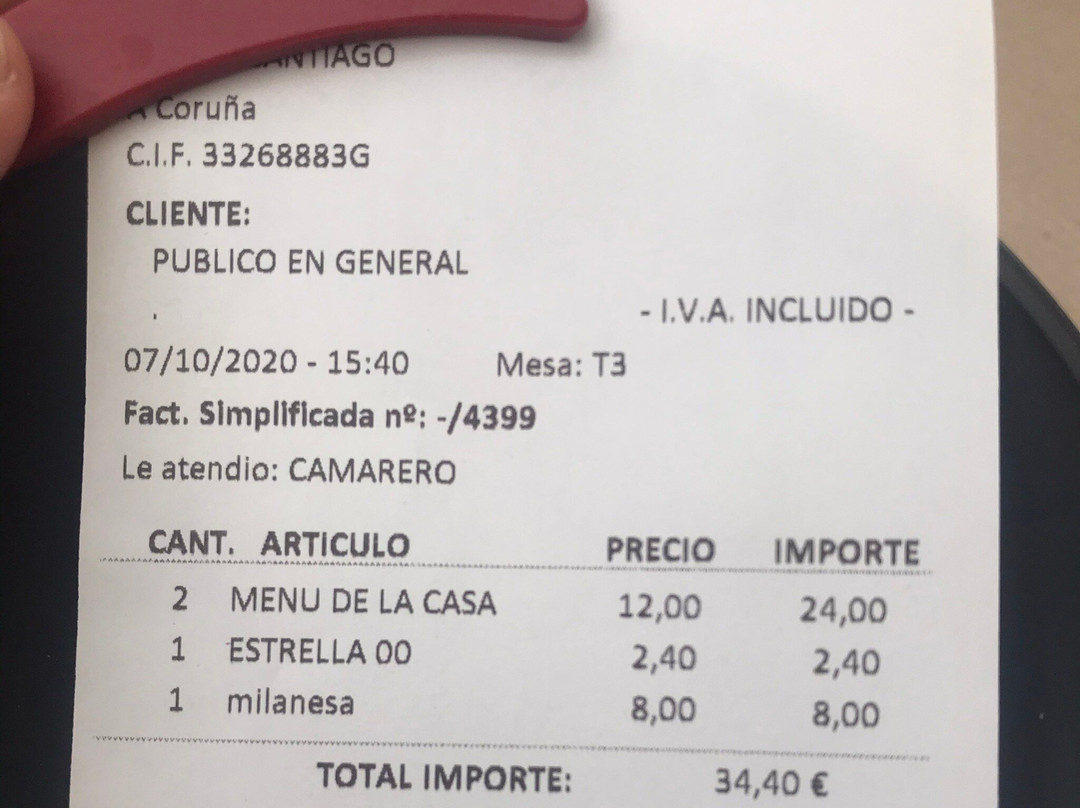 SANTIAGO
A Coruña
C.I.F. 33268883G
CLIENTE:
PUBLICO EN GENERAL
.
- I.V.A. INCLUIDO -
07/10/2020 - 15:40 Mesa: T3
Fact. Simplificada nº: -/4399
Le atendio: CAMARERO
CANT. ARTICULO PRECIO IMPORTE
2 MENU DE LA CASA 12,00 24,00
1 ESTRELLA 00 2,40 2,40
1 milanesa 8,00 8,00
TOTAL IMPORTE: 34,40 €